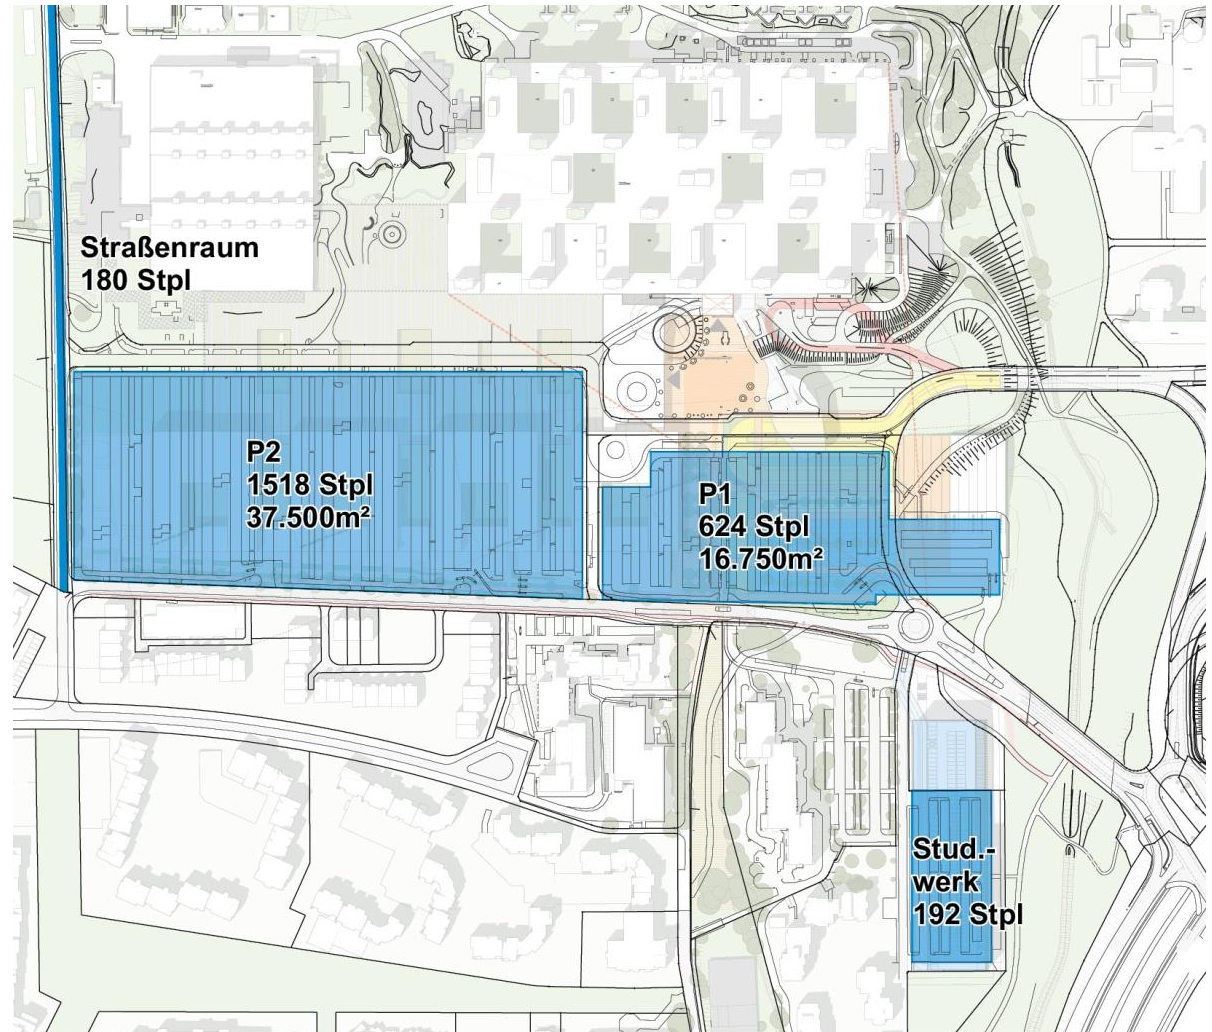 Straßenraum
180 Stpl
P2
1518 Stpl
37.500m²
P1
624 Stpl
16.750m²
Stud.-
werk
192 Stpl